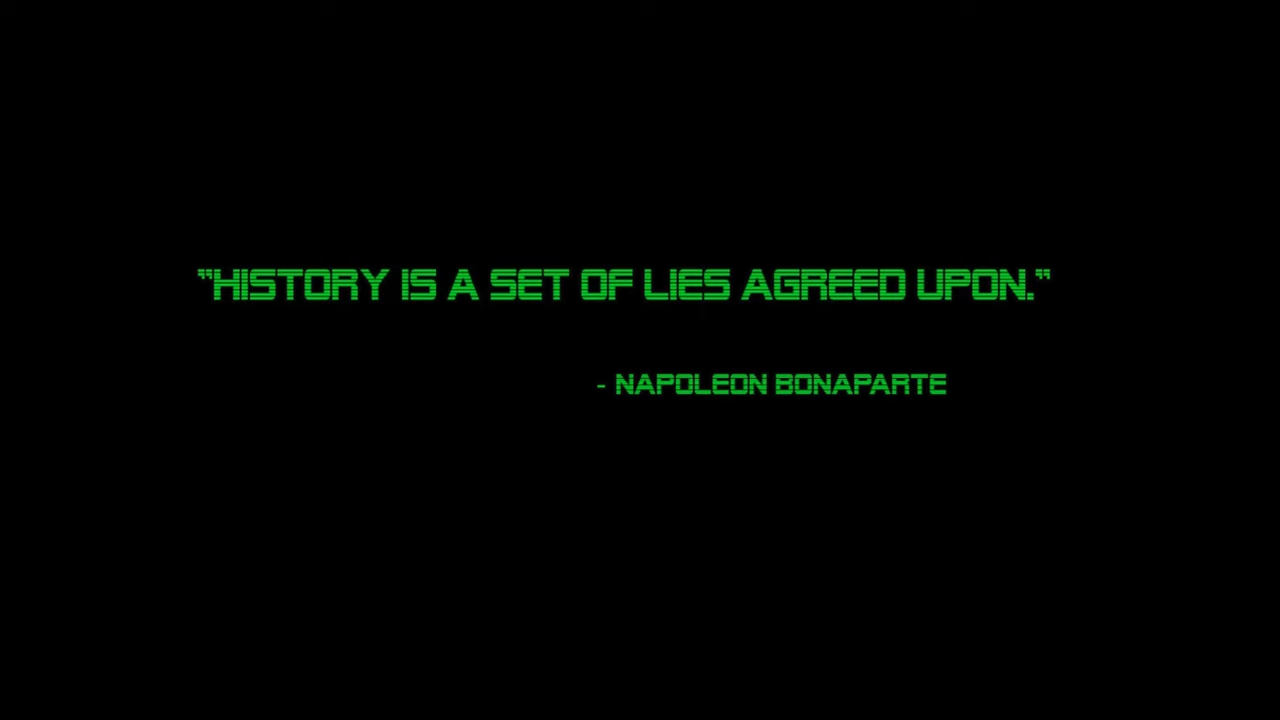 "HISTORY IS A SET OF LIES AGREED UPON."
- NAPOLEON BONAPARTE